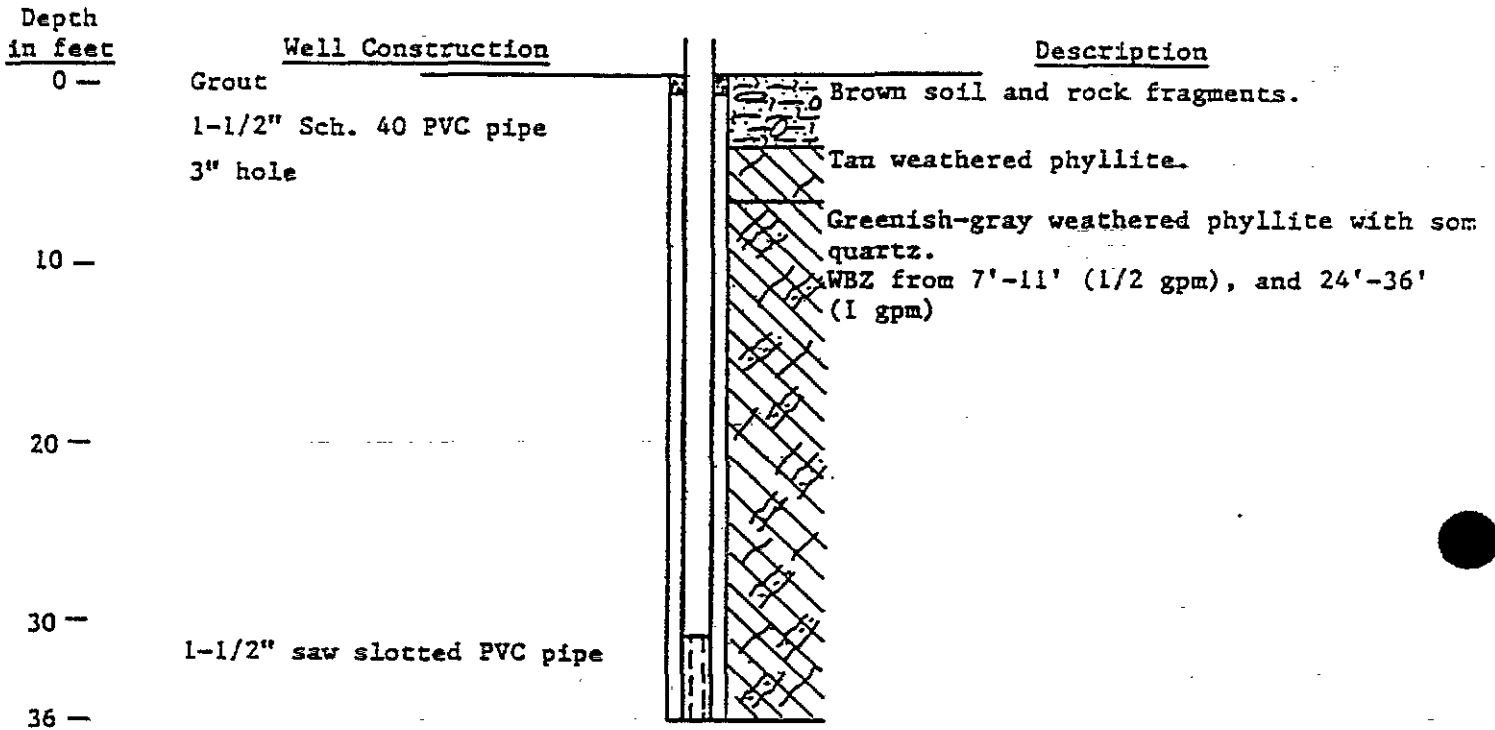 Depth
in feet
Well Construction
Description
0 —
Grout
Brown soil and rock fragments.
1-1/2" Sch. 40 PVC pipe
3" hole
Tan weathered phyllite.
Greenish-gray weathered phyllite with som
quartz.
10 —
WBZ from 7'-11' (1/2 gpm), and 24'-36'
(1 gpm)
20 —
30 —
1-1/2" saw slotted PVC pipe
36 —